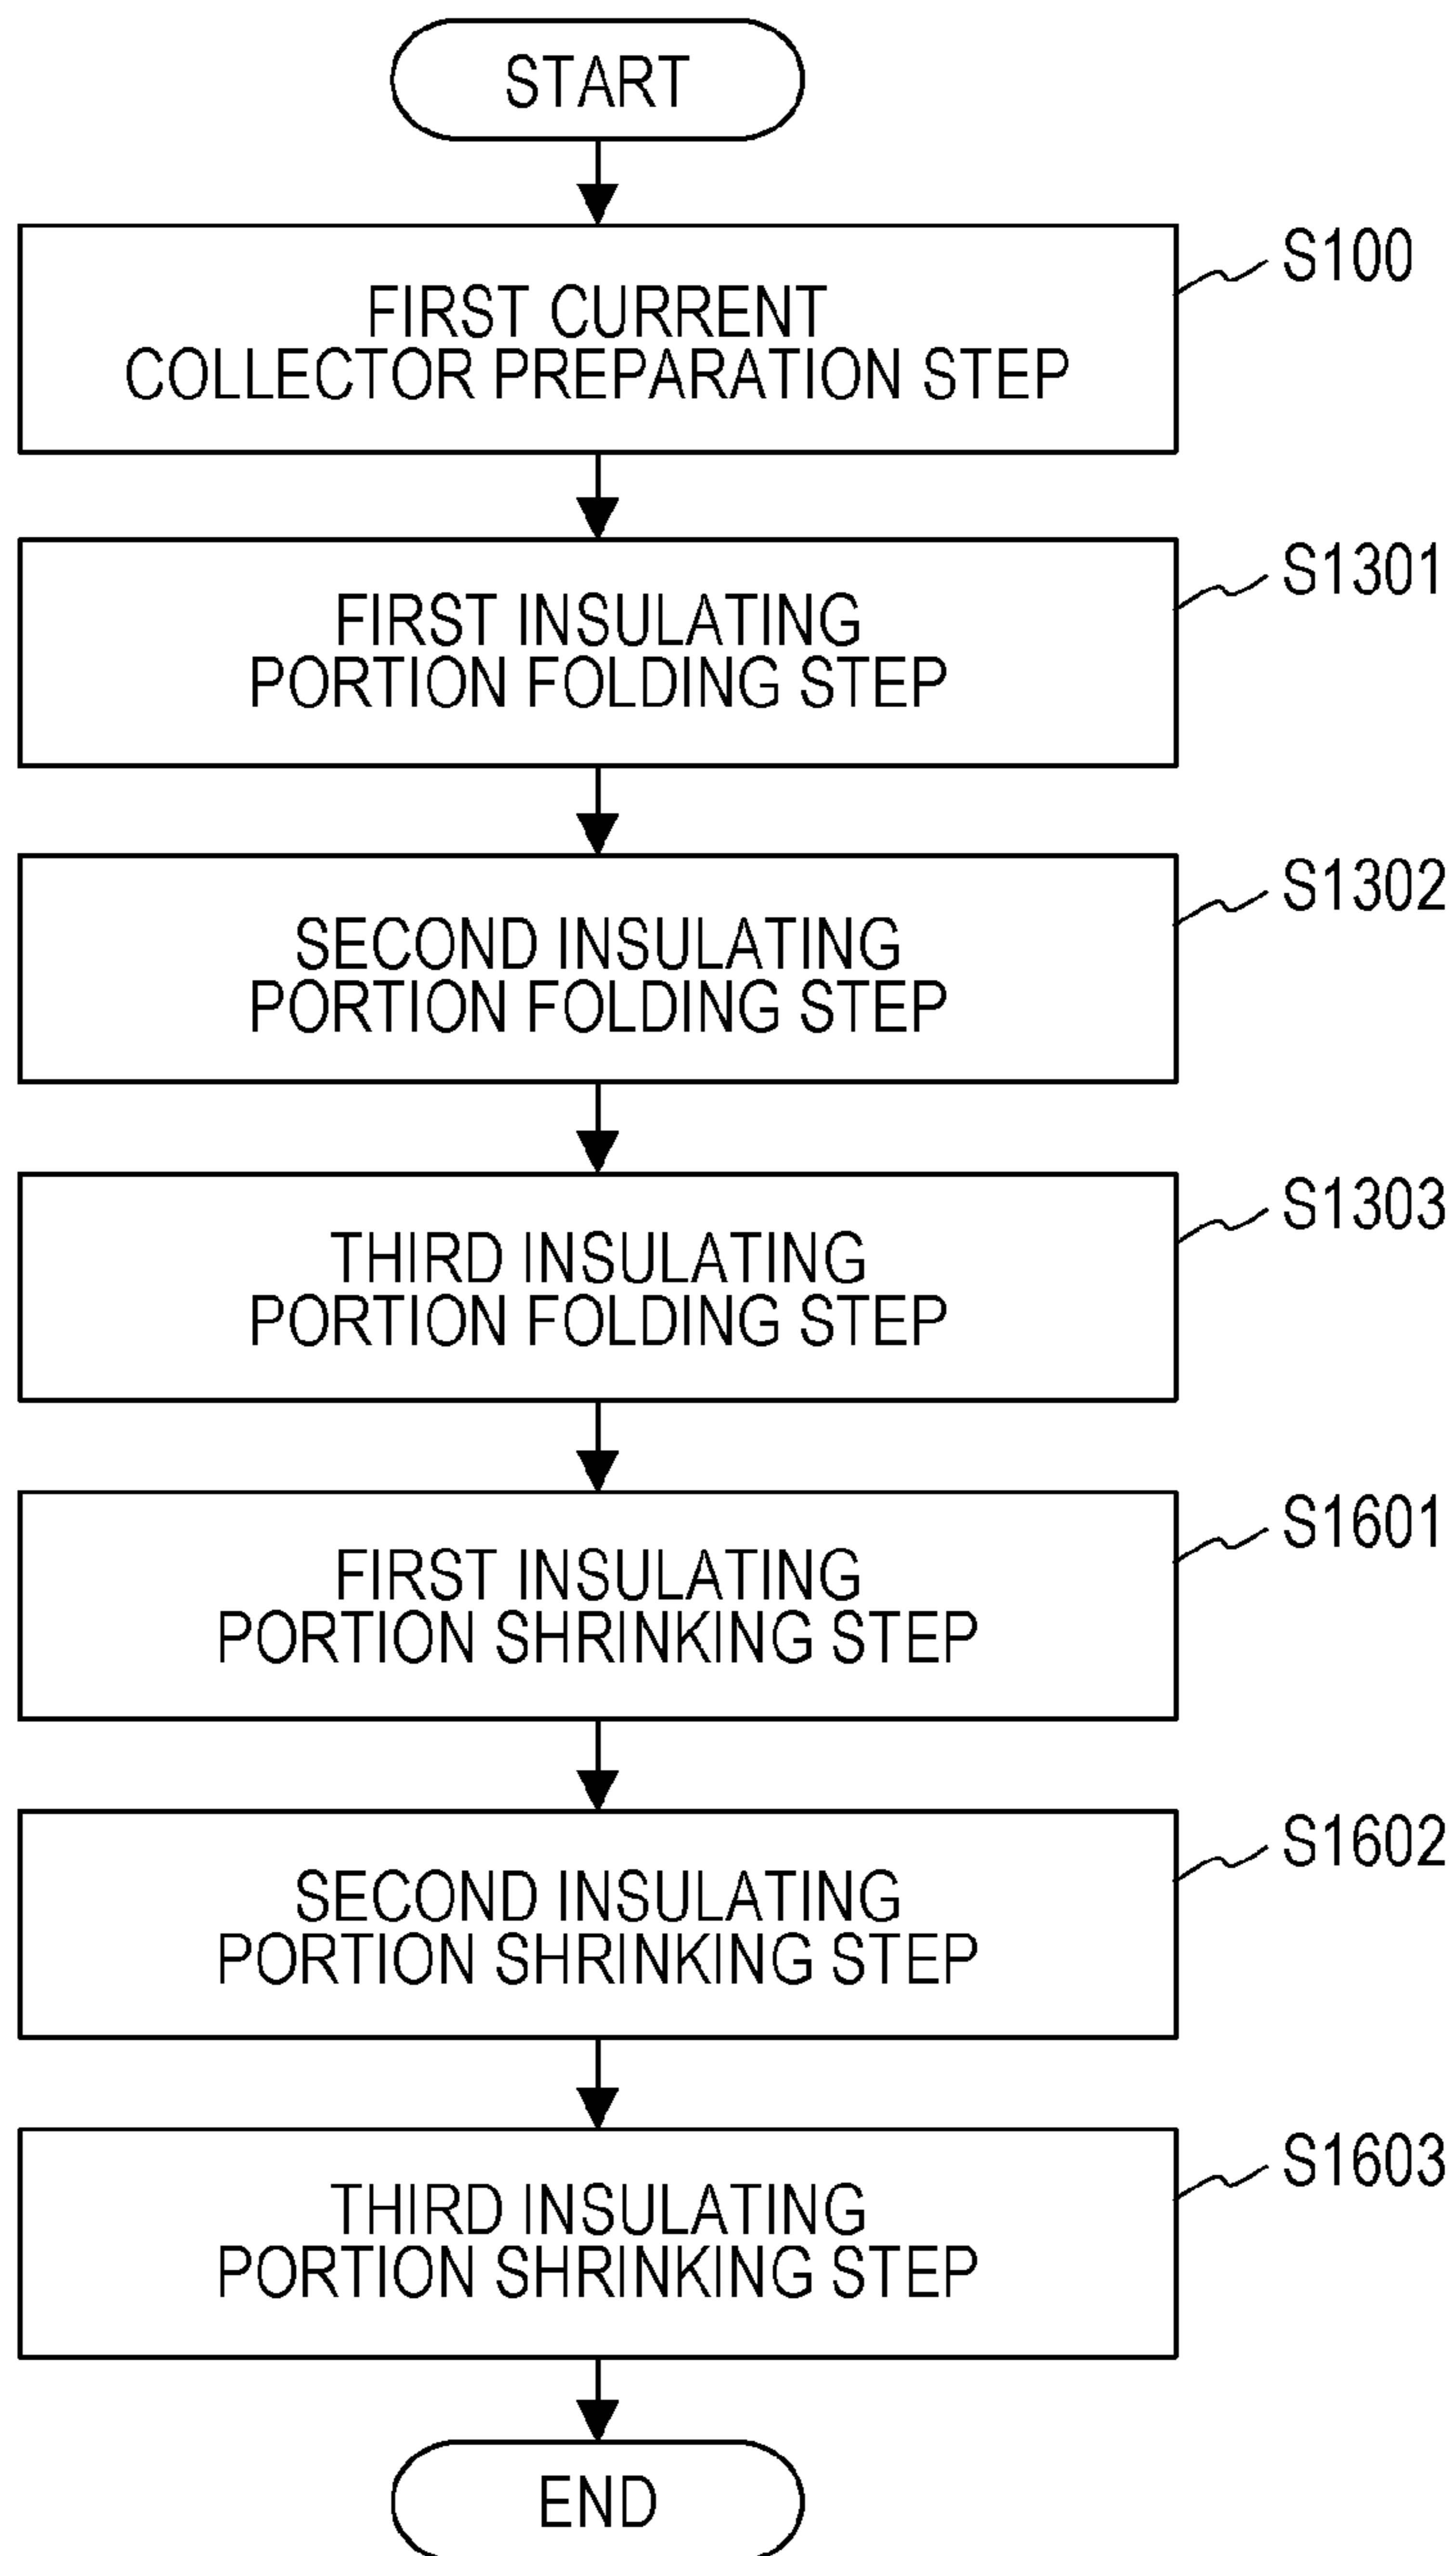 START
FIRST CURRENT
COLLECTOR PREPARATION STEP
S100
FIRST INSULATING
PORTION FOLDING STEP
S1301
SECOND INSULATING
PORTION FOLDING STEP
S1302
THIRD INSULATING
PORTION FOLDING STEP
S1303
FIRST INSULATING
PORTION SHRINKING STEP
S1601
SECOND INSULATING
PORTION SHRINKING STEP
S1602
THIRD INSULATING
PORTION SHRINKING STEP
S1603
END